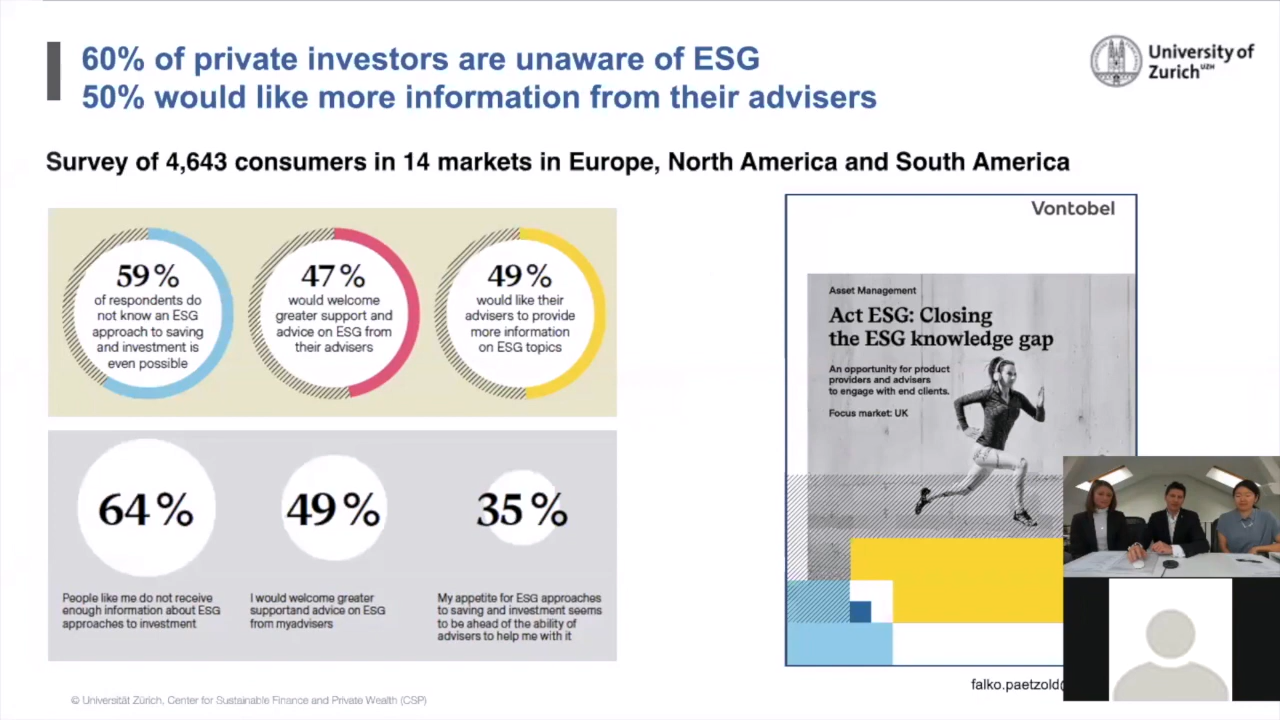 60% of private investors are unaware of ESG
50% would like more information from their advisers
University of
Zurich UZH
Survey of 4,643 consumers in 14 markets in Europe, North America and South America
59%
of respondents do
not know an ESG
approach to saving
and investment is
even possible
47%
would welcome
greater support and
advice on ESG from
their advisers
49%
would like their
advisers to provide
more information
on ESG topics
64%
People like me do not receive
enough information about ESG
approaches to investment
49%
I would welcome greater
supportand advice on ESG
from myadvisers
35%
My appetite for ESG approaches
to saving and investment seems
to be ahead of the ability of
advisers to help me with it
Vontobel
Asset Management
Act ESG: Closing
the ESG knowledge gap
An opportunity for product
providers and advisers
to engage with end clients.
Focus market: UK
falko.paetzold
© Universität Zürich, Center for Sustainable Finance and Private Wealth (CSP)